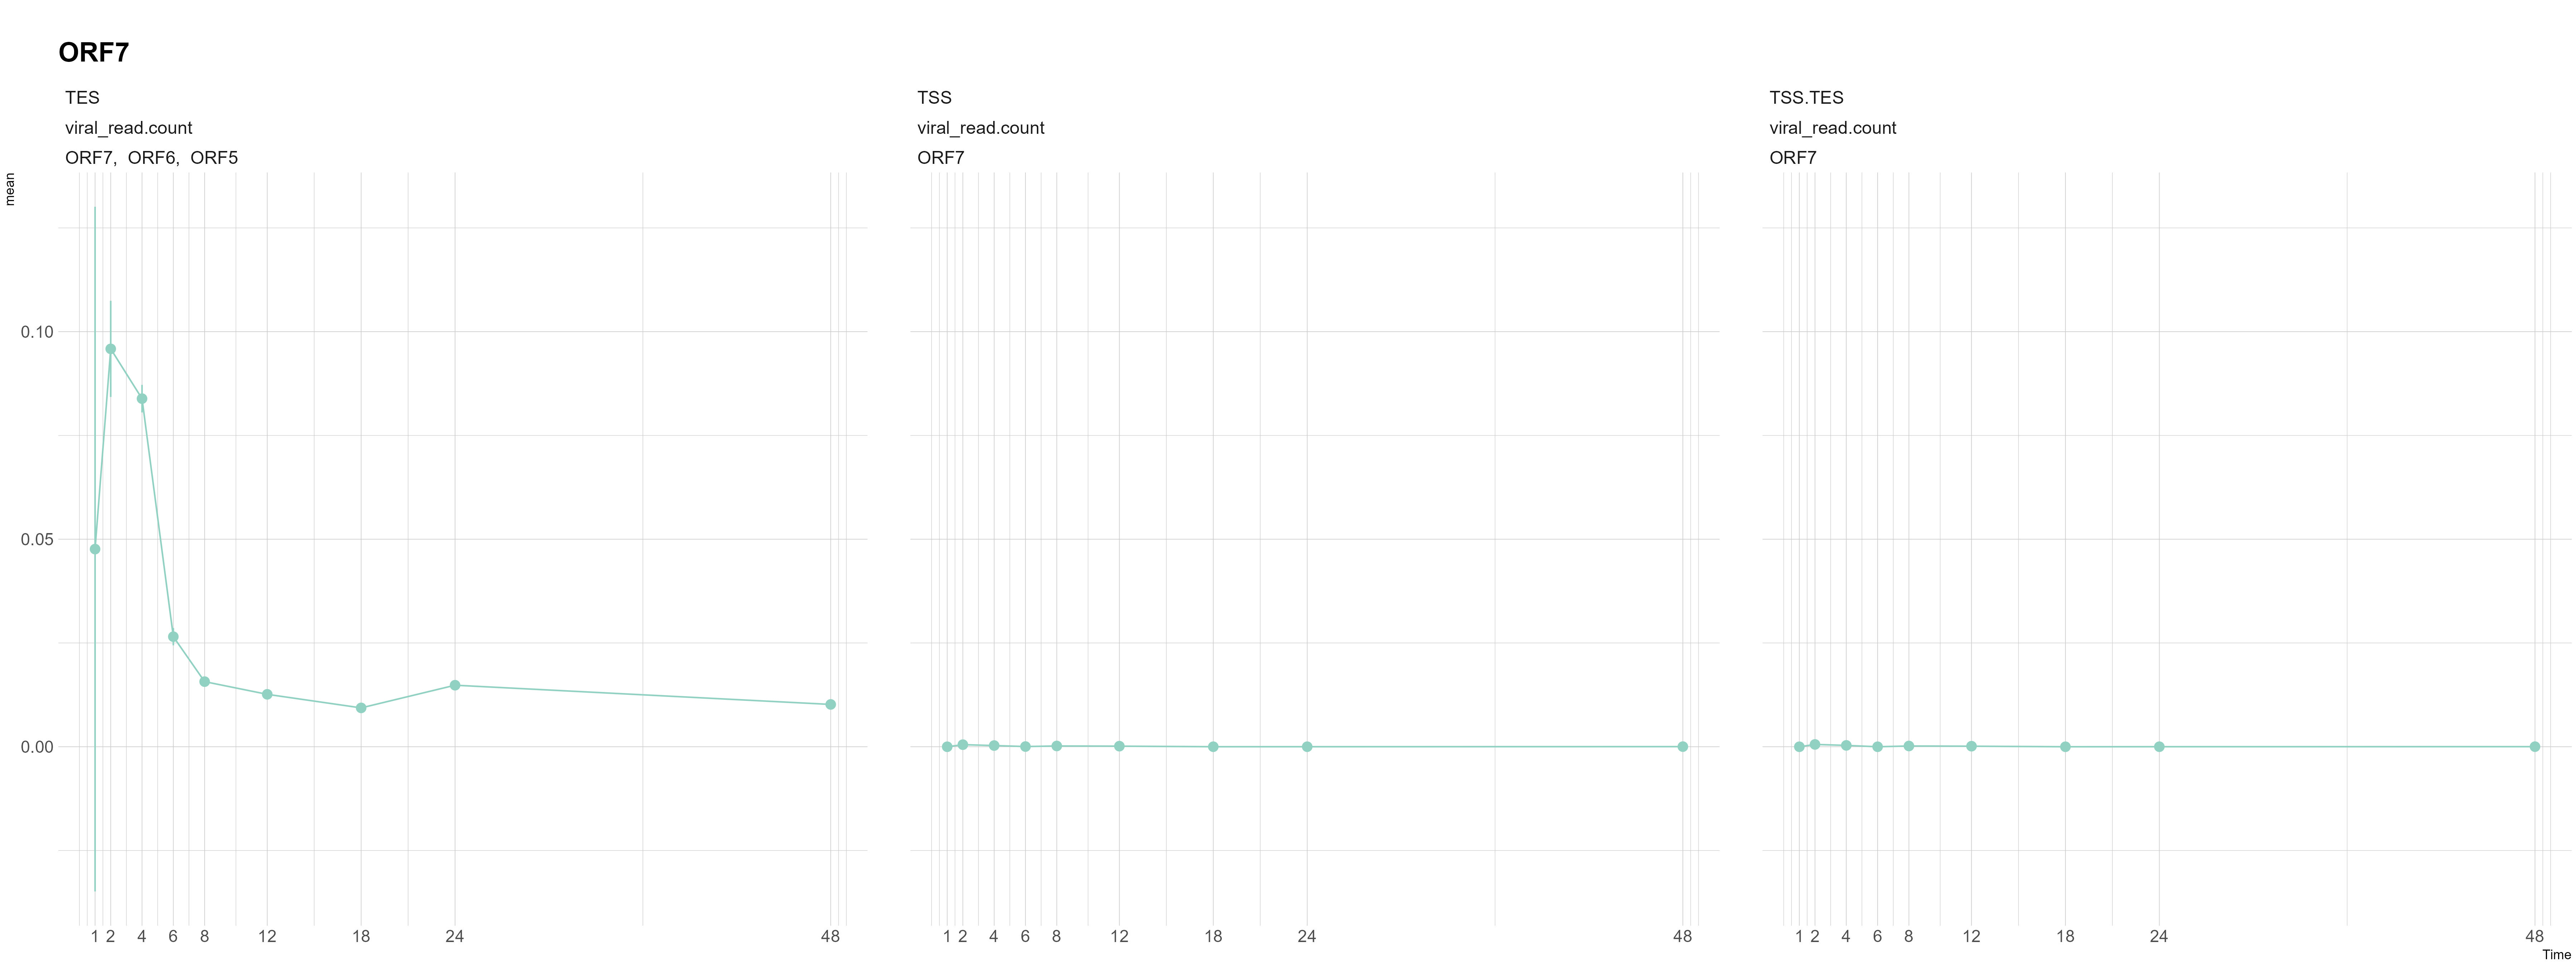 ORF7
TES
viral_read.count
ORF7, ORF6, ORF5
TSS
viral_read.count
ORF7
TSS.TES
viral_read.count
ORF7
mean
0.10
0.05
0.00
1 2 4 6 8 12 18 24 48
1 2 4 6 8 12 18 24 48
1 2 4 6 8 12 18 24 48
Time